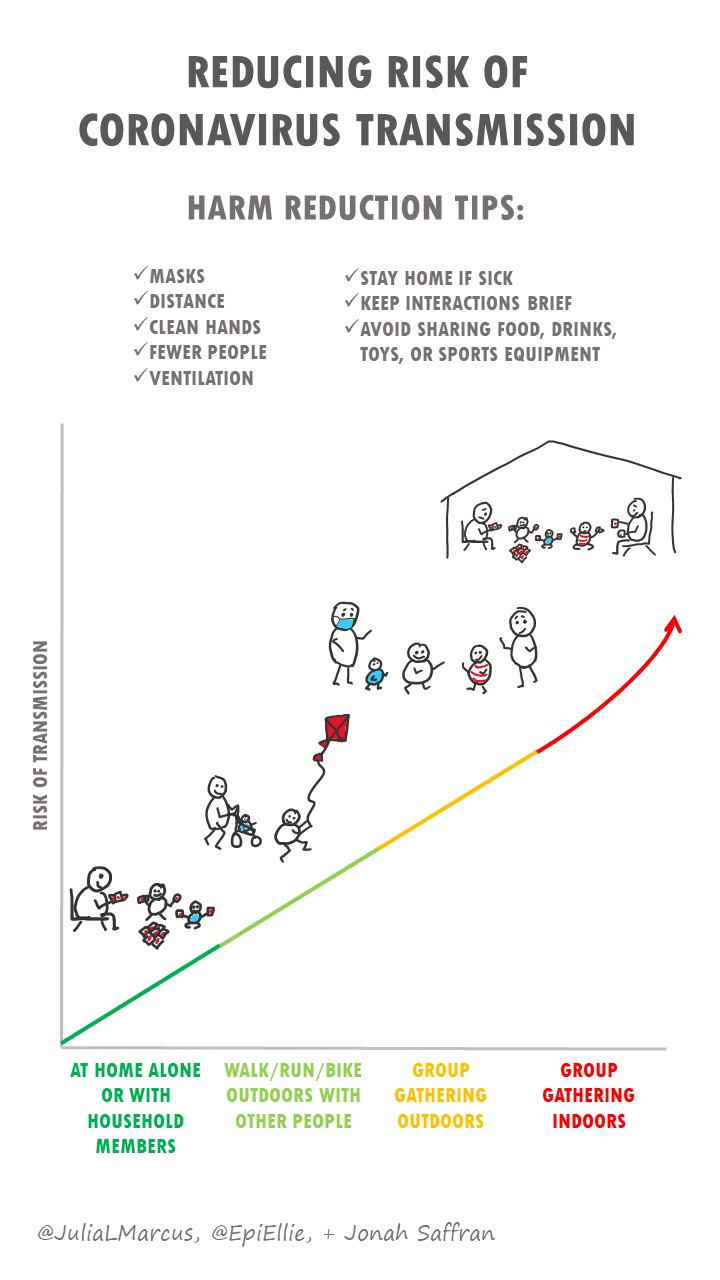 REDUCING RISK OF
CORONAVIRUS TRANSMISSION
HARM REDUCTION TIPS:
✓MASKS
✓DISTANCE
✓CLEAN HANDS
✓FEWER PEOPLE
✓VENTILATION
✓STAY HOME IF SICK
✓KEEP INTERACTIONS BRIEF
✓AVOID SHARING FOOD, DRINKS,
TOYS, OR SPORTS EQUIPMENT
RISK OF TRANSMISSION
AT HOME ALONE
OR WITH
HOUSEHOLD
MEMBERS
WALK/RUN/BIKE
OUTDOORS WITH
OTHER PEOPLE
GROUP
GATHERING
OUTDOORS
GROUP
GATHERING
INDOORS
@JuliaLMarcus, @EpiEllie, + Jonah Saffran